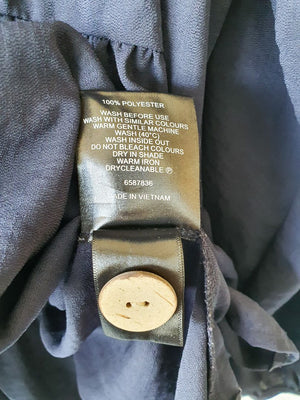 100% POLYESTER
WASH BEFORE USE
WASH WITH SIMILAR COLOURS
WARM GENTLE MACHINE
WASH (40°C)
WASH INSIDE OUT
DO NOT BLEACH COLOURS
DRY IN SHADE
WARM IRON
DRYCLEANABLE Ⓟ
6587836
MADE IN VIETNAM